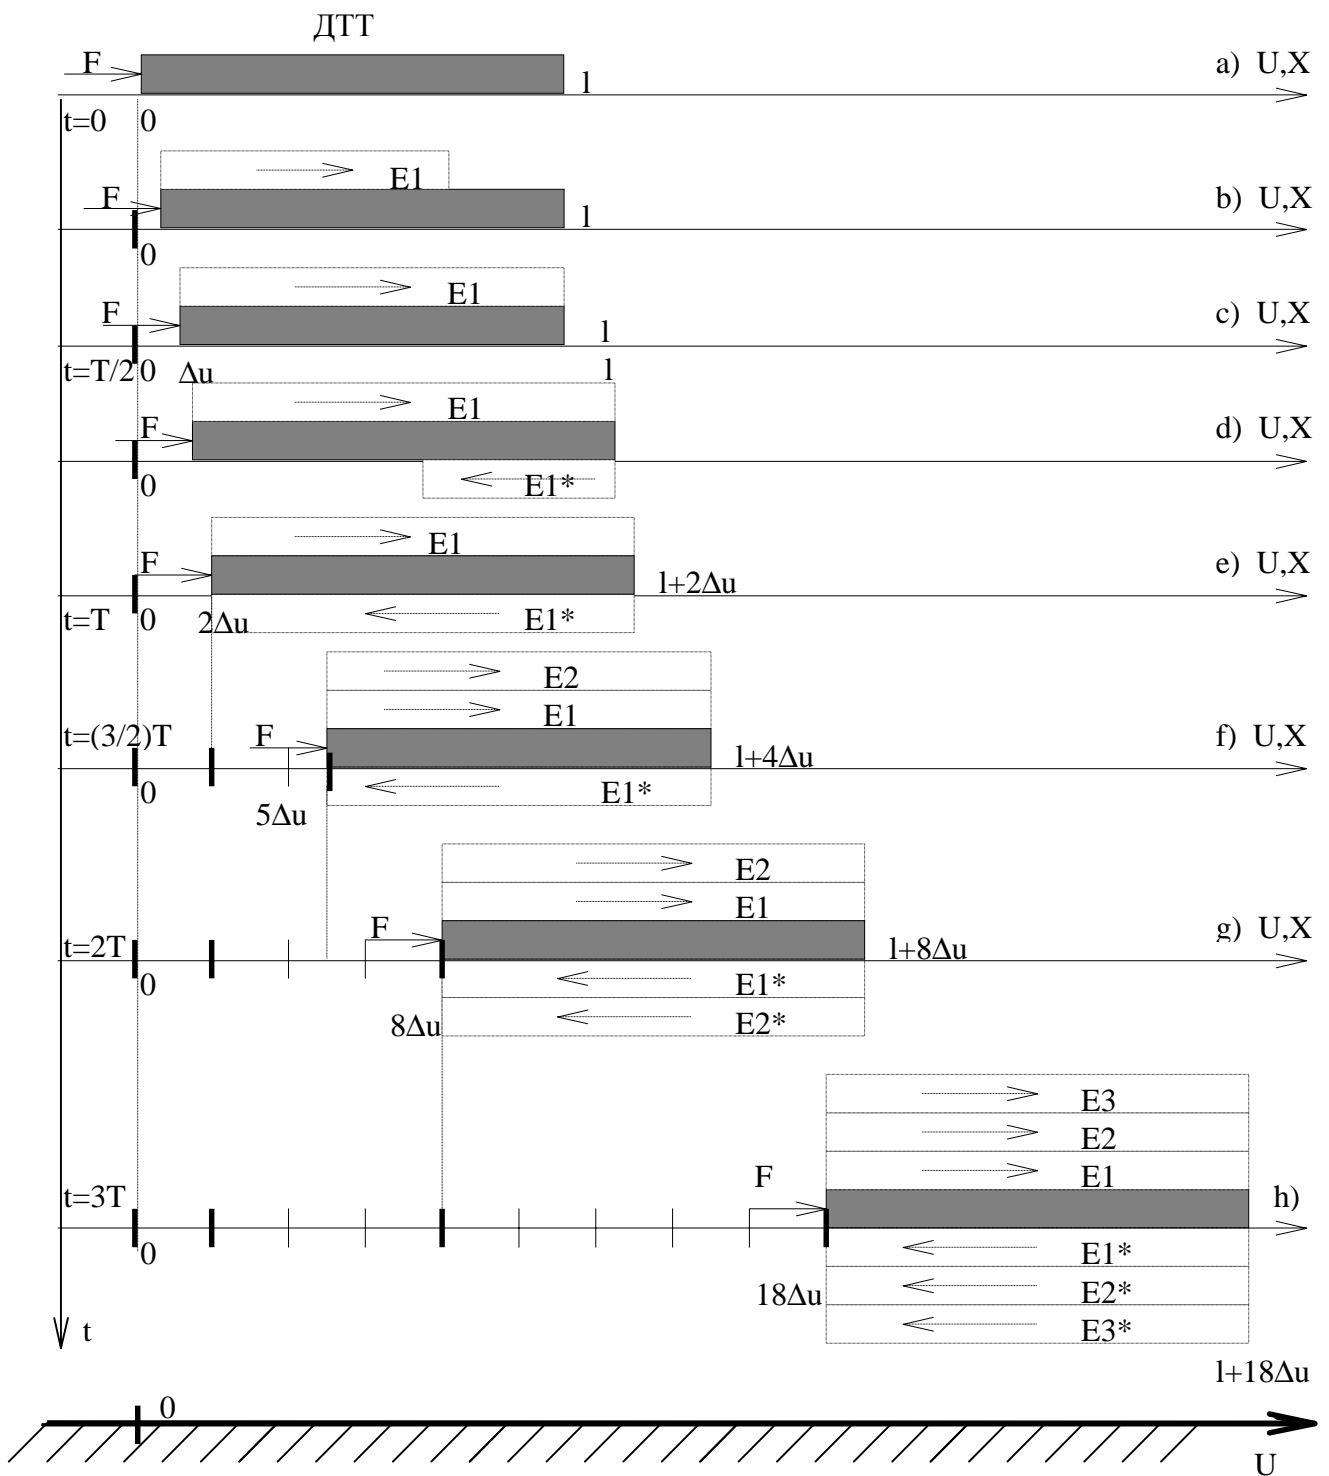 ДТТ
F
l
a) U,X
t=0 0
E1
F
l
b) U,X
0
E1
F
l
c) U,X
t=T/2 0 Δu l
E1
F
d) U,X
0
E1*
E1
F
l+2Δu
e) U,X
t=T 0 2Δu E1*
E2
E1
t=(3/2)T F
l+4Δu
f) U,X
0 E1*
5Δu
E2
E1
F
t=2T l+8Δu
g) U,X
0 E1*
8Δu E2*
E3
E2
F E1
t=3T h)
0 E1*
18Δu E2*
E3*
t
l+18Δu
0
U